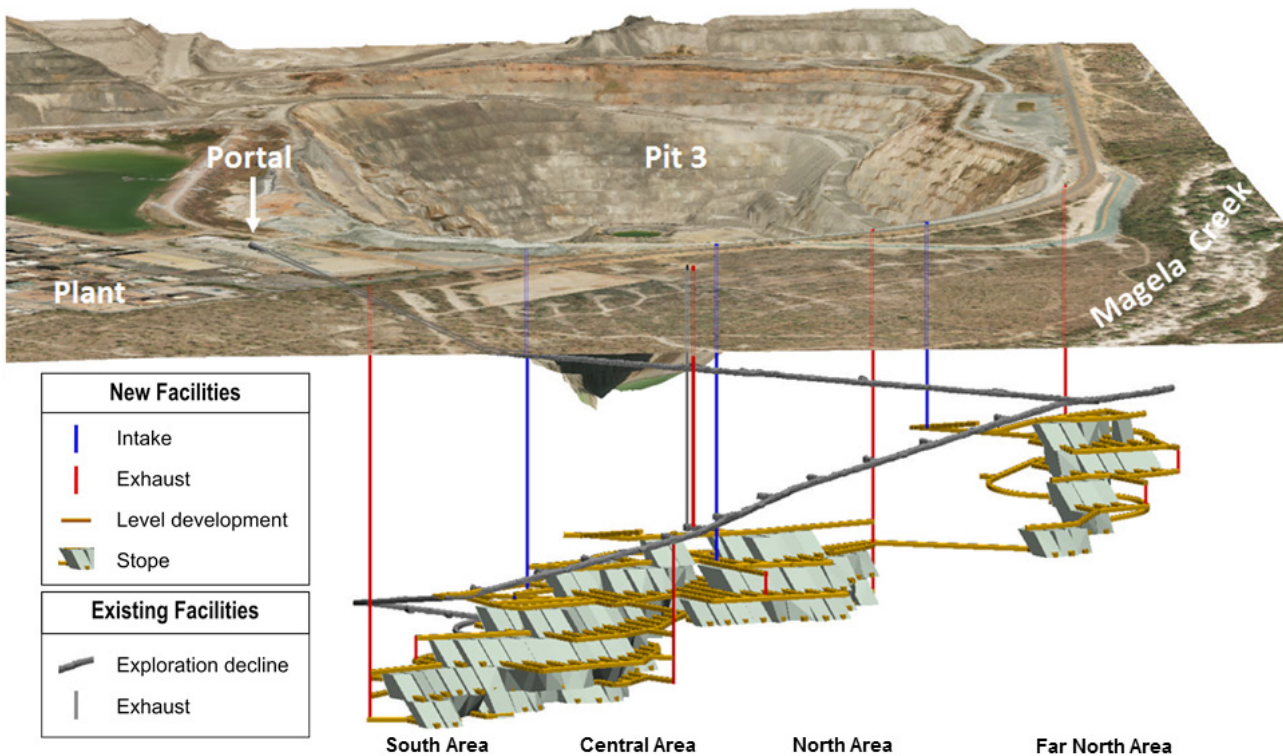 Portal
Pit 3
Magela Creek
Plant
New Facilities
Intake
Exhaust
Level development
Stope
Existing Facilities
Exploration decline
Exhaust
South Area
Central Area
North Area
Far North Area